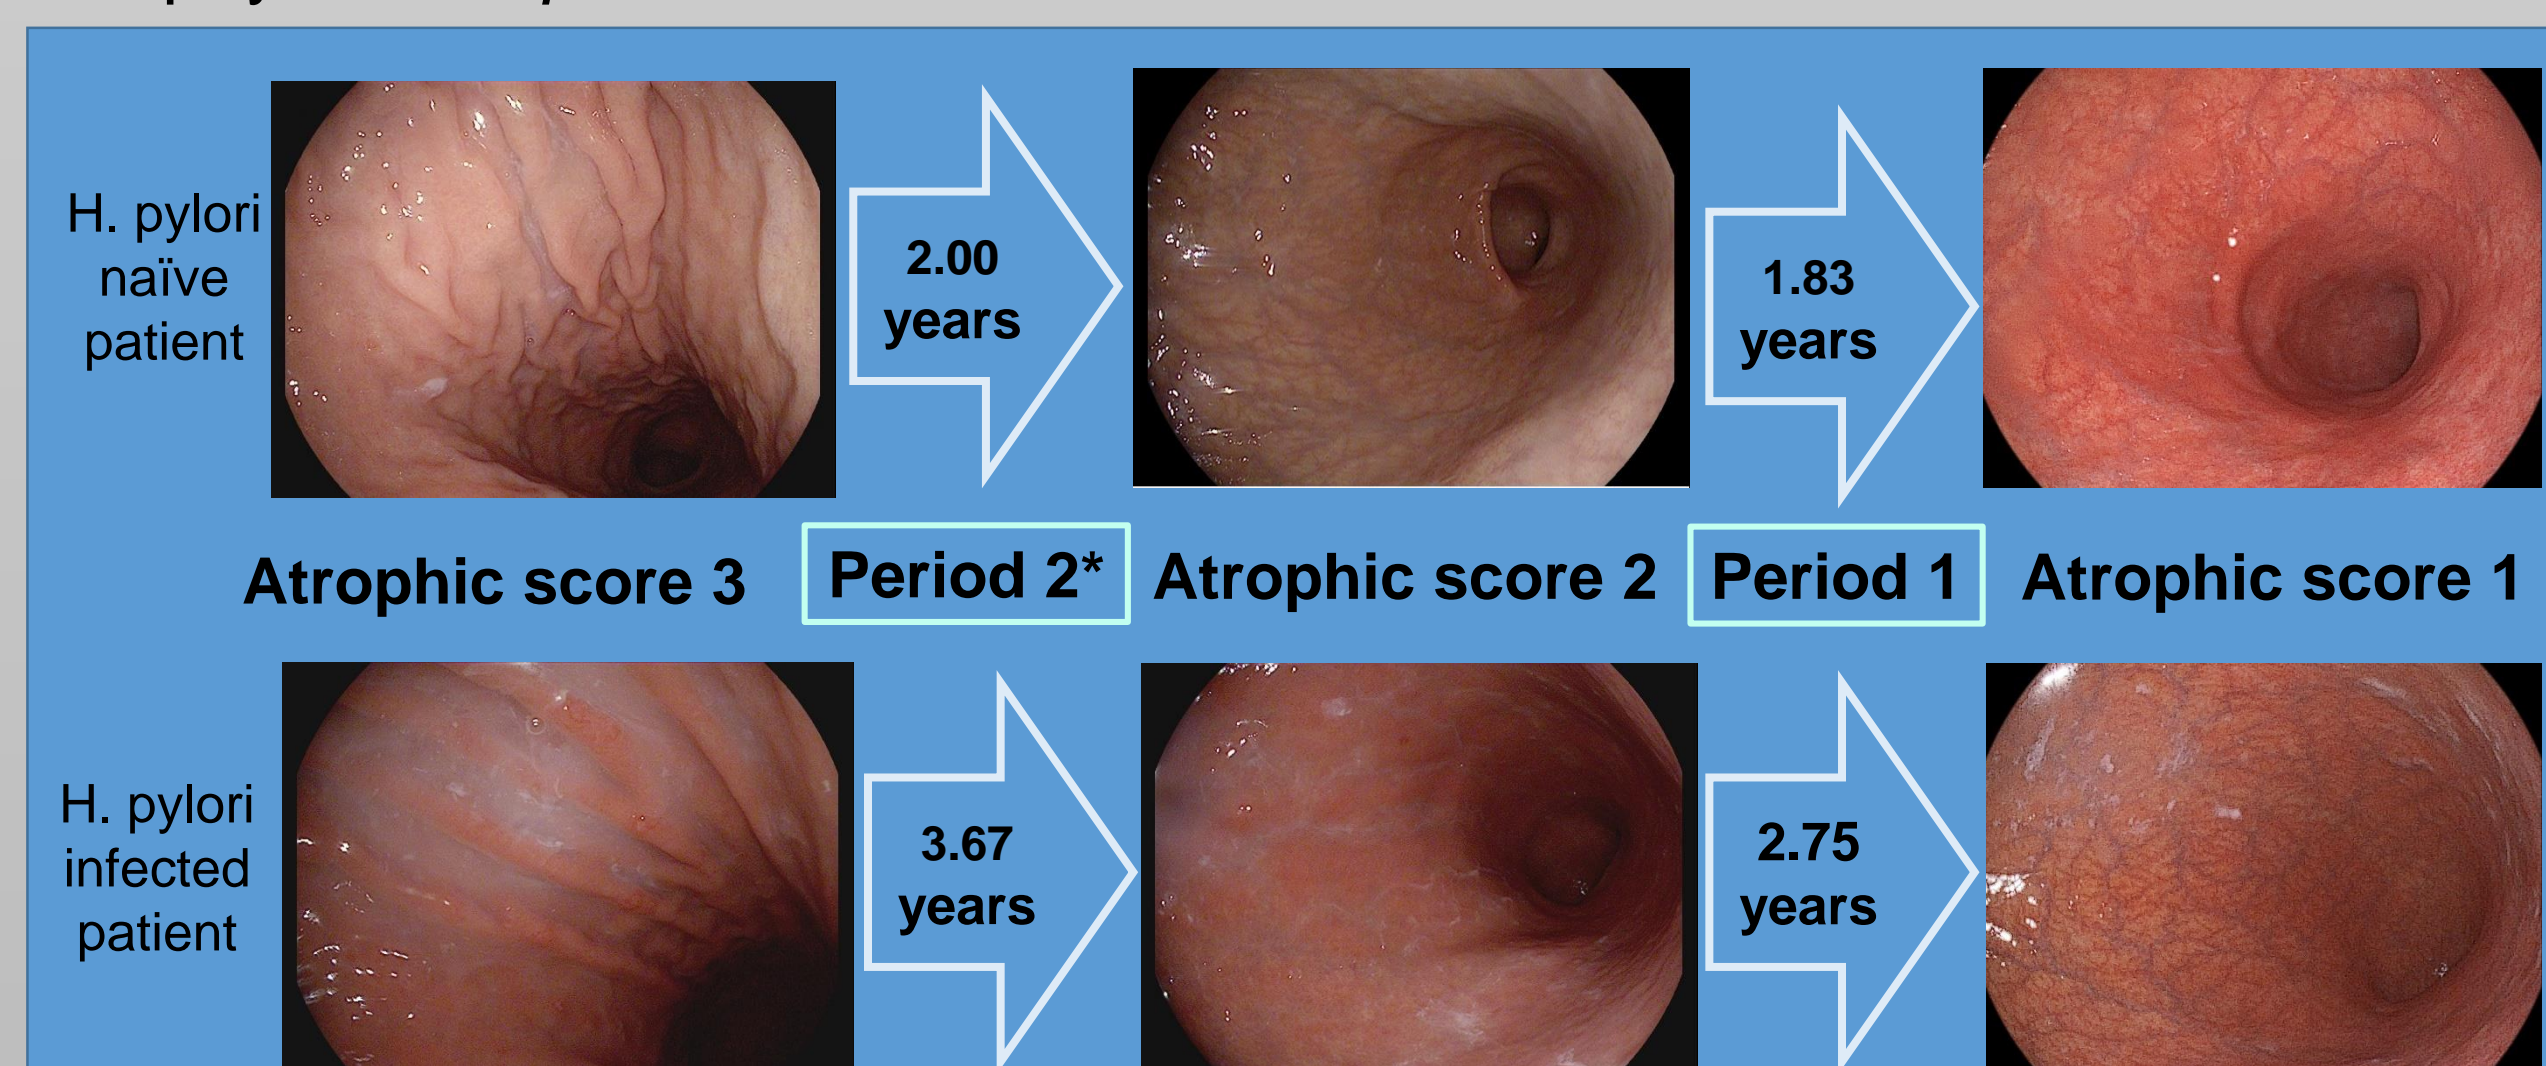 H. pylori
naïve
patient
2.00
years
1.83
years
Atrophic score 3
Period 2*
Atrophic score 2
Period 1
Atrophic score 1
H. pylori
infected
patient
3.67
years
2.75
years